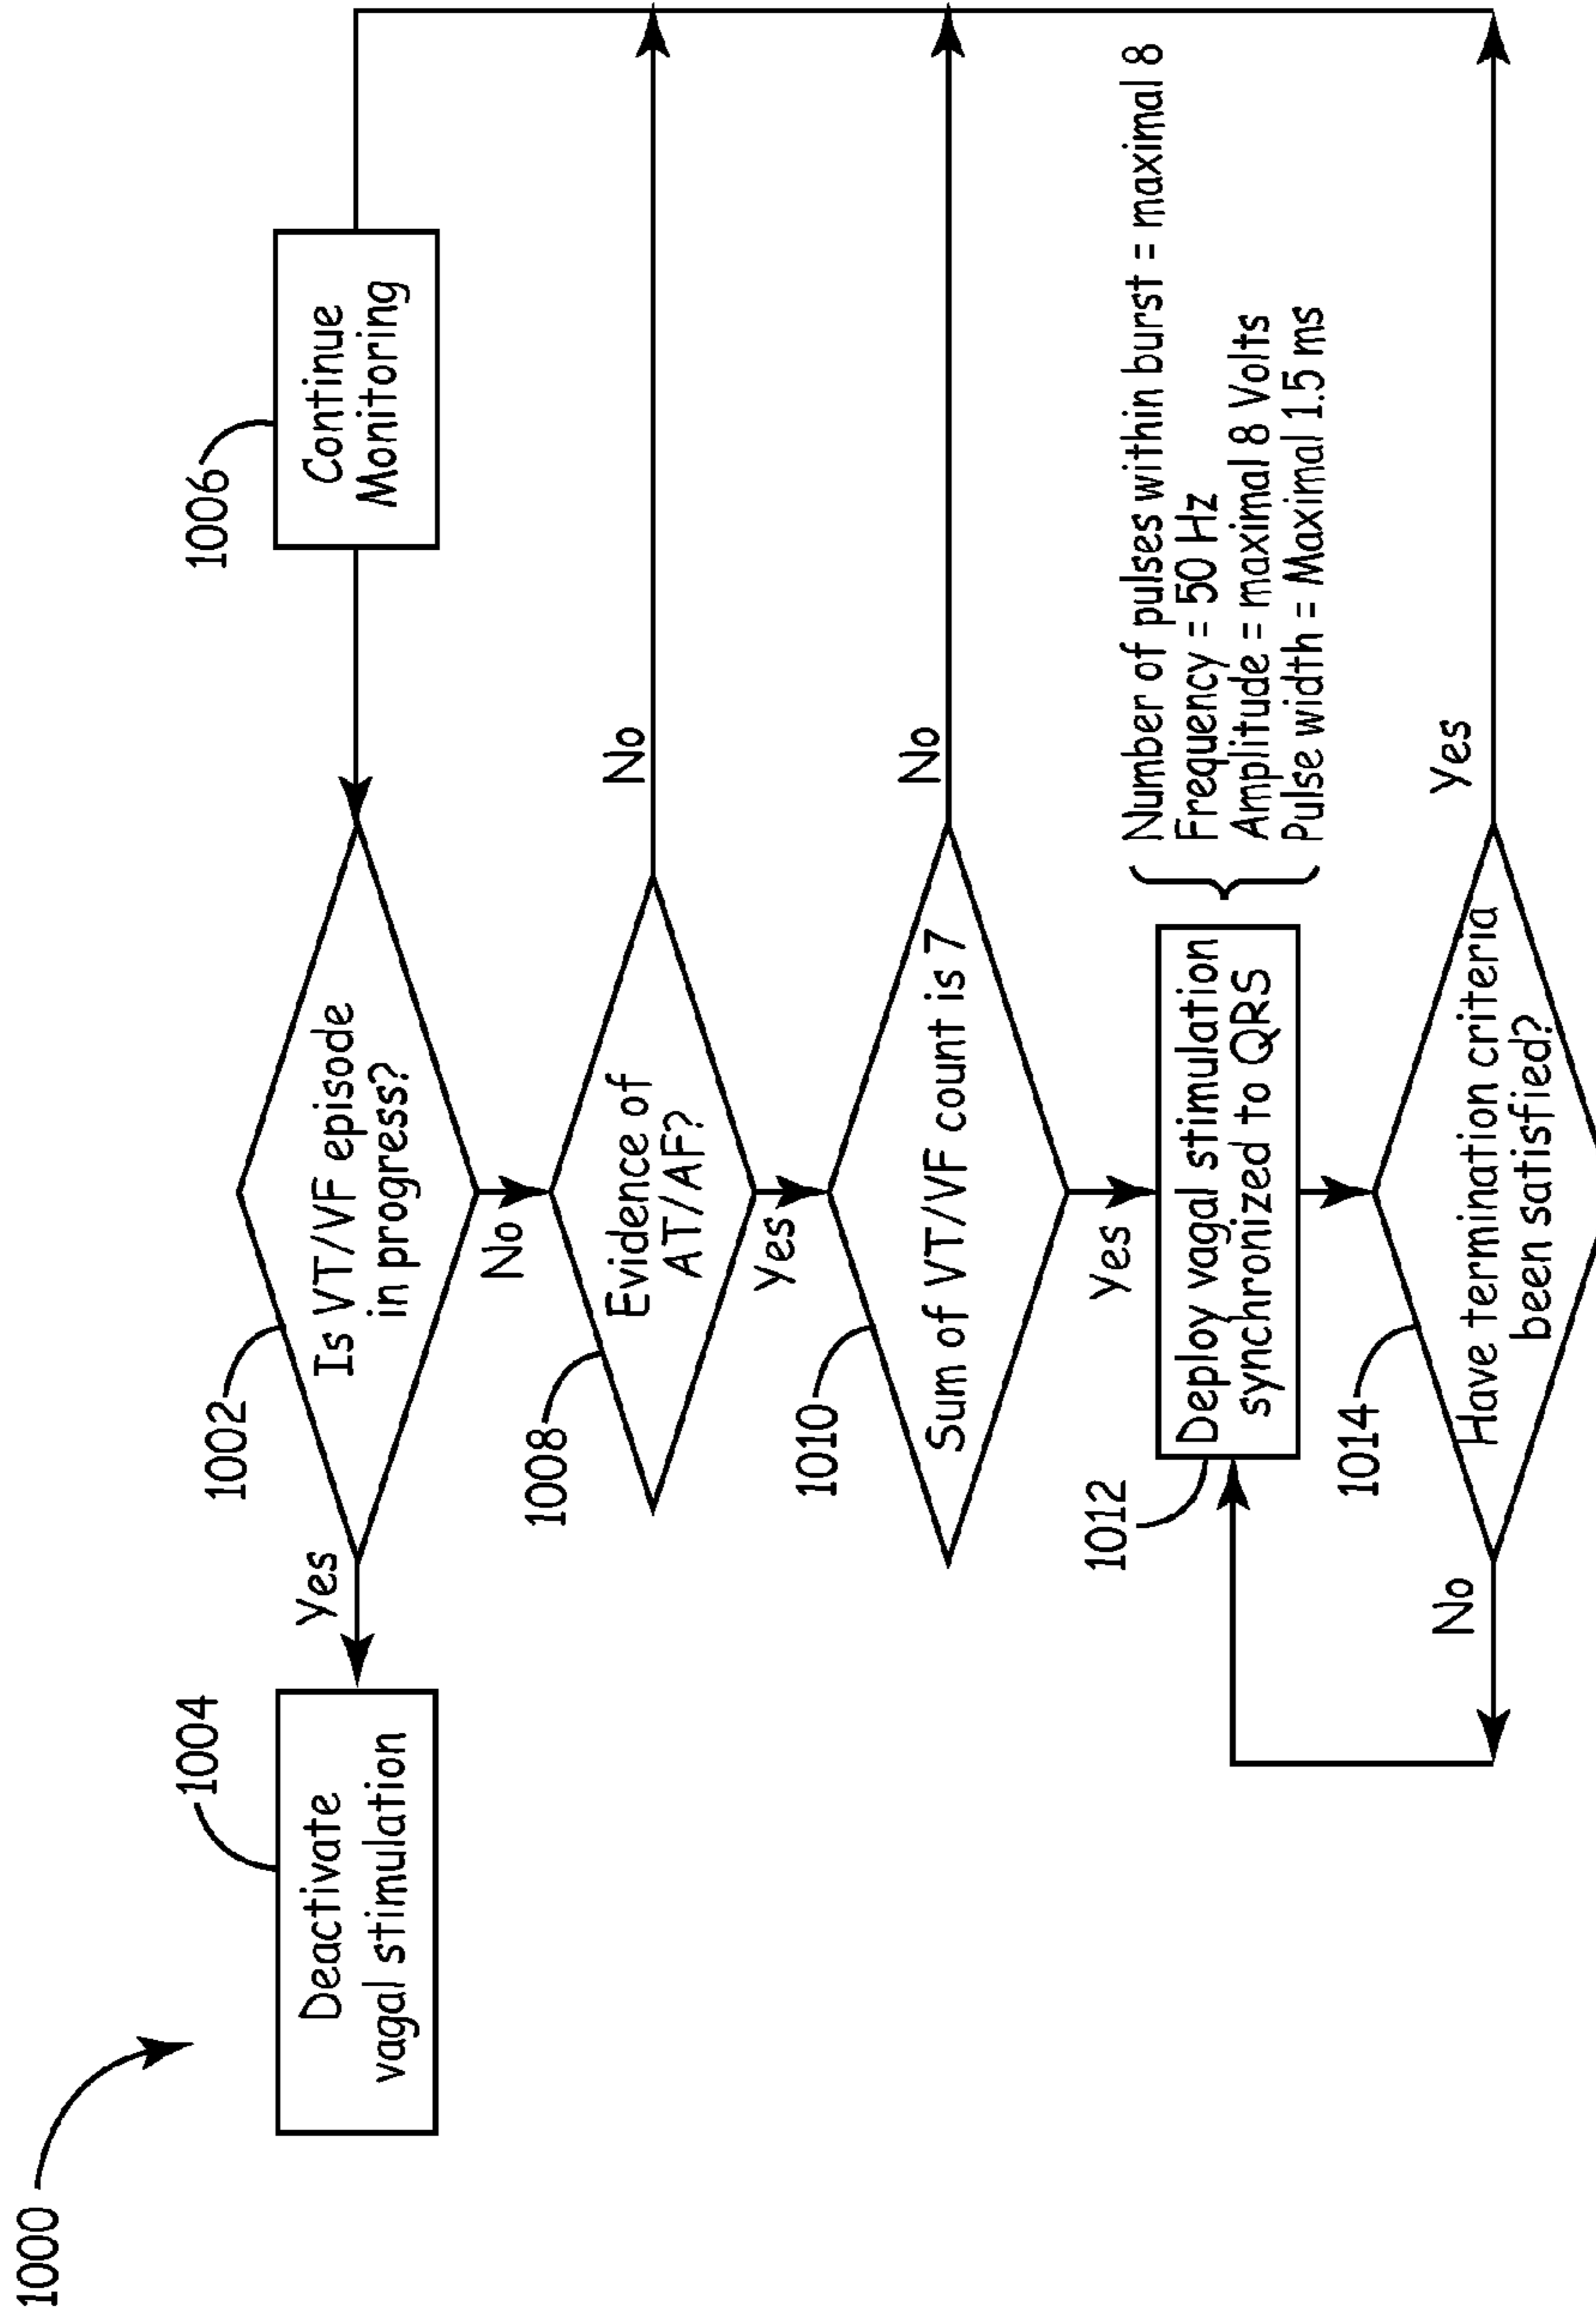 1000
1004
Deactivate
vagal stimulation
Yes
1002
Is VT/VF episode
in progress?
1006
Continue
Monitoring
No
1008
Evidence of
AT/AF?
No
Yes
1010
Sum of VT/VF count is 7
No
Yes
1012
Deploy vagal stimulation
synchronized to QRS
Number of pulses within burst = maximal 8
Frequency = 50 Hz
Amplitude = maximal 8 Volts
Pulse width = Maximal 1.5 ms
1014
Have termination criteria
been satisfied?
No
Yes